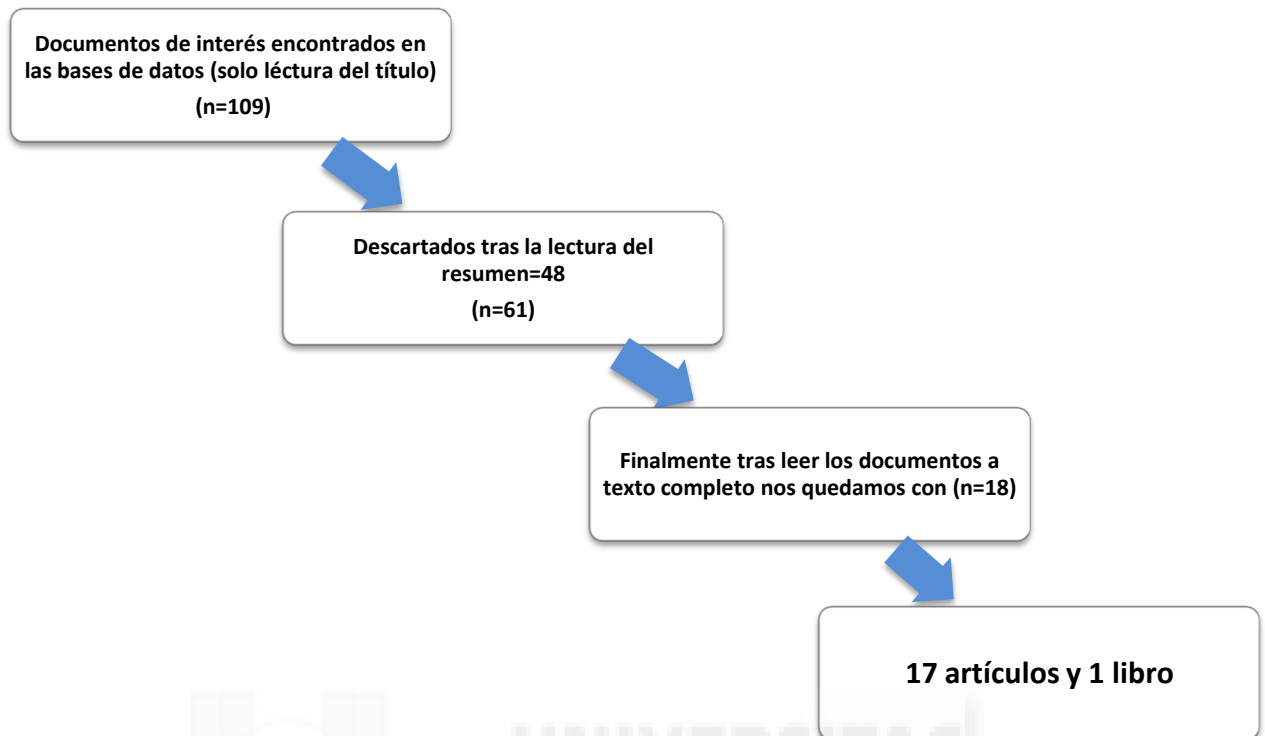 Documentos de interés encontrados en
las bases de datos (solo léctura del título)
(n=109)
Descartados tras la lectura del
resumen=48
(n=61)
Finalmente tras leer los documentos a
texto completo nos quedamos con (n=18)
17 artículos y 1 libro